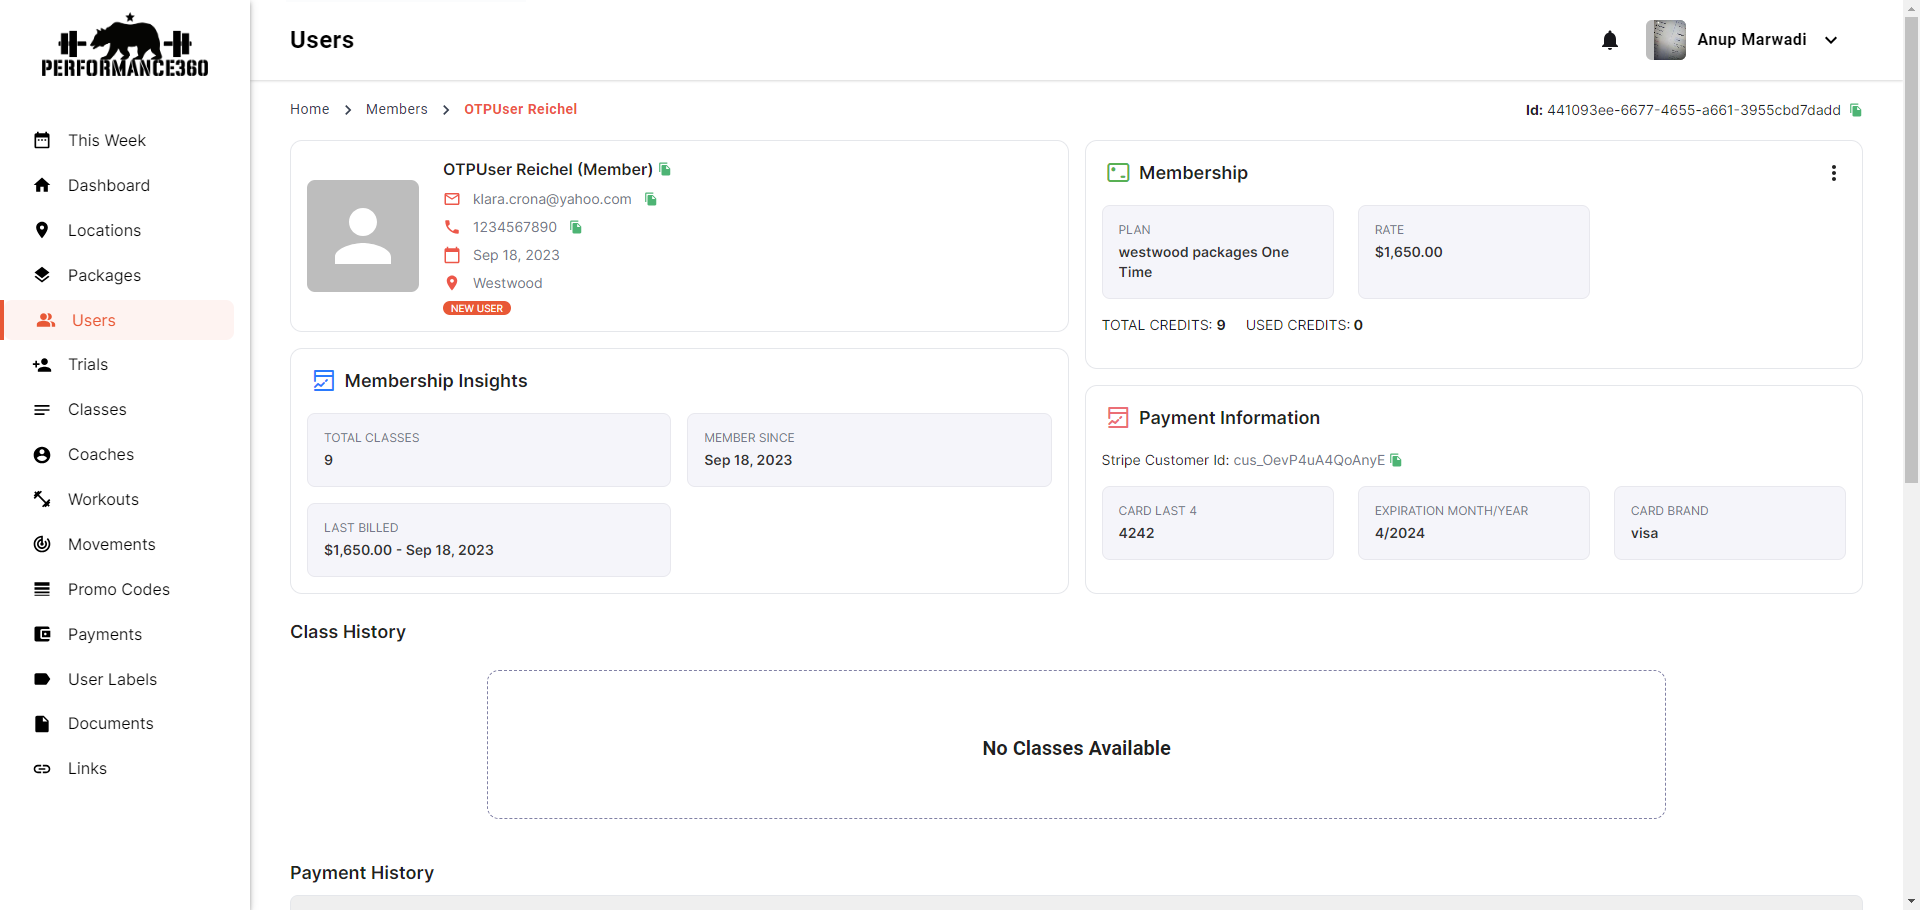 PERFORMANCE360
This Week
Dashboard
Locations
Packages
Users
Trials
Classes
Coaches
Workouts
Movements
Promo Codes
Payments
User Labels
Documents
Links
Users
Anup Marwadi
Home > Members > OTPUser Reichel
Id: 441093ee-6677-4655-a661-3955cbd7dadd
OTPUser Reichel (Member)
klara.crona@yahoo.com
1234567890
Sep 18, 2023
Westwood
NEW USER
Membership
PLAN
westwood packages One
Time
RATE
$1,650.00
TOTAL CREDITS: 9 USED CREDITS: 0
Membership Insights
TOTAL CLASSES
9
MEMBER SINCE
Sep 18, 2023
LAST BILLED
$1,650.00 - Sep 18, 2023
Payment Information
Stripe Customer Id: cus_OevP4uA4QoAnyE
CARD LAST 4
4242
EXPIRATION MONTH/YEAR
4/2024
CARD BRAND
visa
Class History
No Classes Available
Payment History